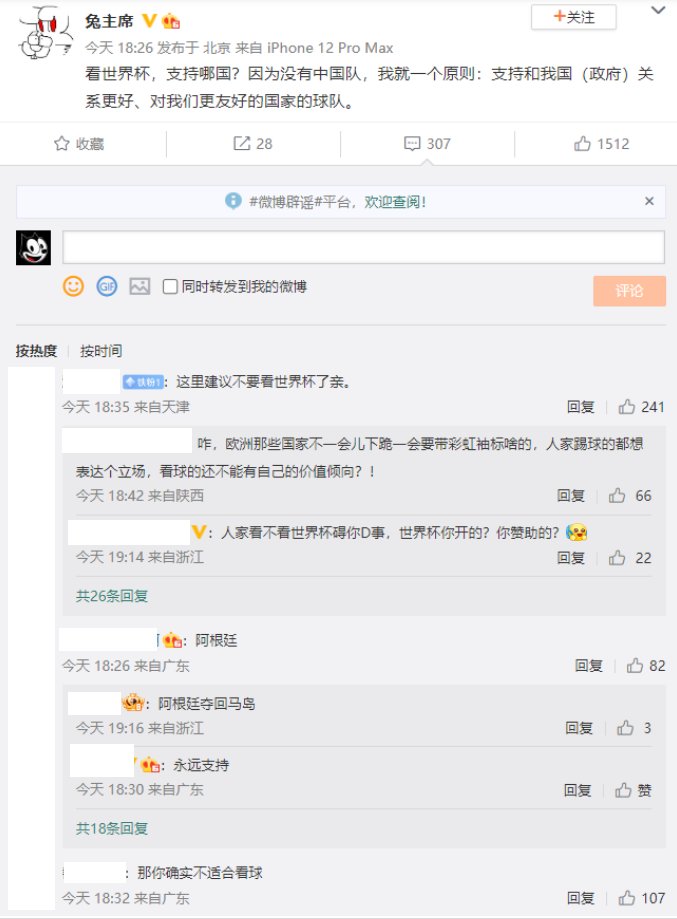 兔主席
+关注
今天 18:26 发布于 北京 来自 iPhone 12 Pro Max
看世界杯，支持哪国？因为没有中国队，我就一个原则：支持和我国（政府）关
系更好、对我们更友好的国家的球队。
收藏 28 307 1512
#微博辟谣#平台，欢迎查阅！ ×
GIF 同时转发到我的微博 评论
按热度 按时间
铁粉1：这里建议不要看世界杯了亲。
今天 18:35 来自天津 回复 241
咋，欧洲那些国家不一会儿下跪一会要带彩虹袖标啥的，人家踢球的都想
表达个立场，看球的还不能有自己的价值倾向？！
今天 18:42 来自陕西 回复 66
：人家看不看世界杯碍你D事，世界杯你开的？你赞助的？
今天 19:14 来自浙江 回复 22
共26条回复
：阿根廷
今天 18:26 来自广东 回复 82
：阿根廷夺回马岛
今天 19:16 来自浙江 回复 3
：永远支持
今天 18:30 来自广东 回复 赞
共18条回复
：那你确实不适合看球
今天 18:32 来自广东 回复 107